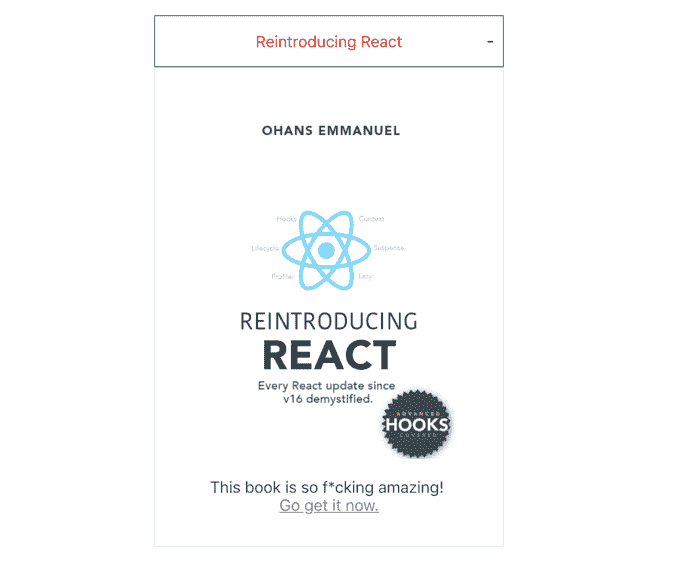 Reintroducing React -
OHANS EMMANUEL
Hooks Context
Lifecycle Suspense
Profiler Lazy
REINTRODUCING
REACT
Every React update since
v16 demystified.
ADVANCED
HOOKS
COVERED
This book is so f*cking amazing!
Go get it now.